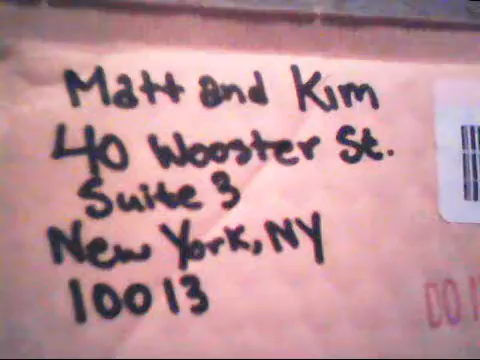 Matt and Kim
40 Wooster St.
Suite 3
New York, NY
10013